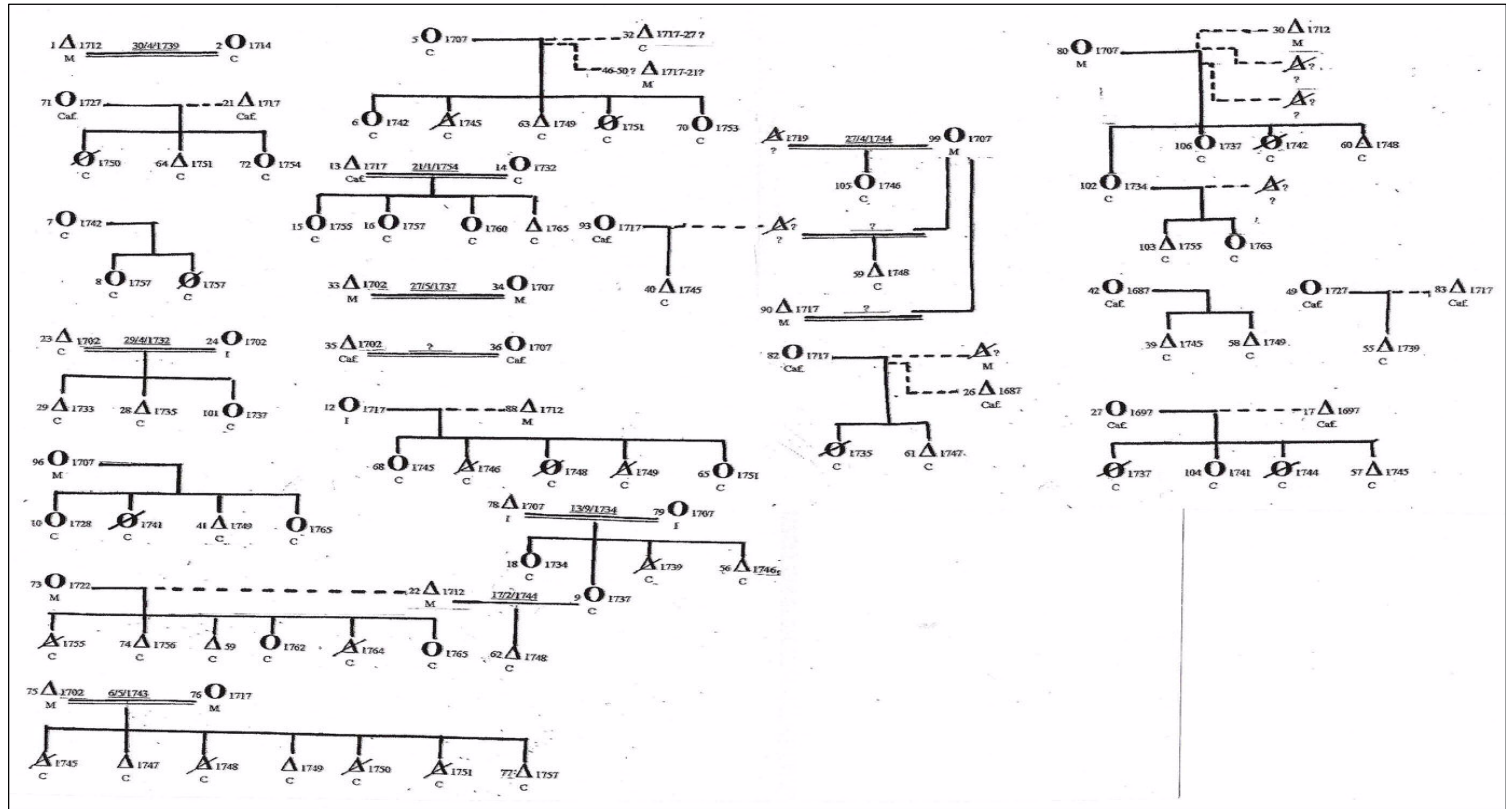 1 1712 M 30/4/1739 2 1714 C
71 1727 Caf. 21 1717 Caf.
1750 C 64 1751 C 72 1754 C
7 1742 C
8 1757 C 1757 C
23 1702 C 29/4/1732 24 1702 I
29 1733 C 28 1735 C 101 1737 C
96 1707 M
10 1728 C 1741 C 41 1749 C 1765 C
73 1722 M 22 1712 M 17/2/1744 9 1737 C
1755 C 74 1756 C 59 C 1762 C 1764 C 1765 C 62 1748 C
75 1702 M 6/5/1743 76 1717 M
1745 C 1747 C 1748 C 1749 C 1750 C 1751 C 77 1757 C
5 1707 C 32 1717-27 ? C
46-50 ? 1717-21? M
6 1742 C 1745 C 63 1749 C 1751 C 70 1753 C
13 1717 Caf. 21/1/1754 14 1732 C
15 1755 C 16 1757 C 1760 C 1765 C
33 1702 M 27/5/1737 34 1707 M
35 1702 Caf. ? 36 1707 Caf.
12 1717 I 88 1712 M
68 1745 C 1746 C 1748 C 1749 C 65 1751 C
78 1707 I 13/9/1734 79 1707 I
18 1734 C 1739 C 56 1746 C
1719 ? 27/4/1744 99 1707 M
105 1746 C
93 1717 Caf. ? ? ?
40 1745 C 59 1748 C
90 1717 M ?
82 1717 Caf. ? M
26 1687 Caf.
1735 C 61 1747 C
80 1707 M 30 1712 M
? ?
? ?
106 1737 C 1742 C 60 1748 C
102 1734 C ? ?
103 1755 C 1763 C
42 1687 Caf. 49 1727 Caf. 83 1717 Caf.
39 1745 C 58 1749 C 55 1739 C
27 1697 Caf. 17 1697 Caf.
1737 C 104 1741 C 1744 C 57 1745 C